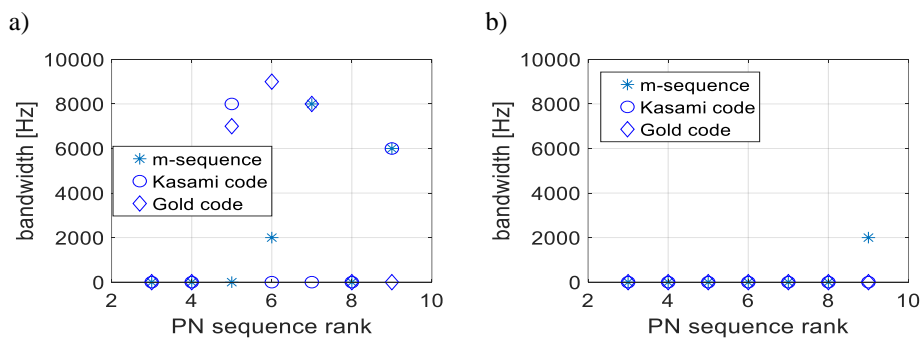 a)
10000
8000
6000
4000
2000
0
bandwidth [Hz]
m-sequence
Kasami code
Gold code
2
4
6
8
10
PN sequence rank
b)
10000
8000
6000
4000
2000
0
bandwidth [Hz]
m-sequence
Kasami code
Gold code
2
4
6
8
10
PN sequence rank